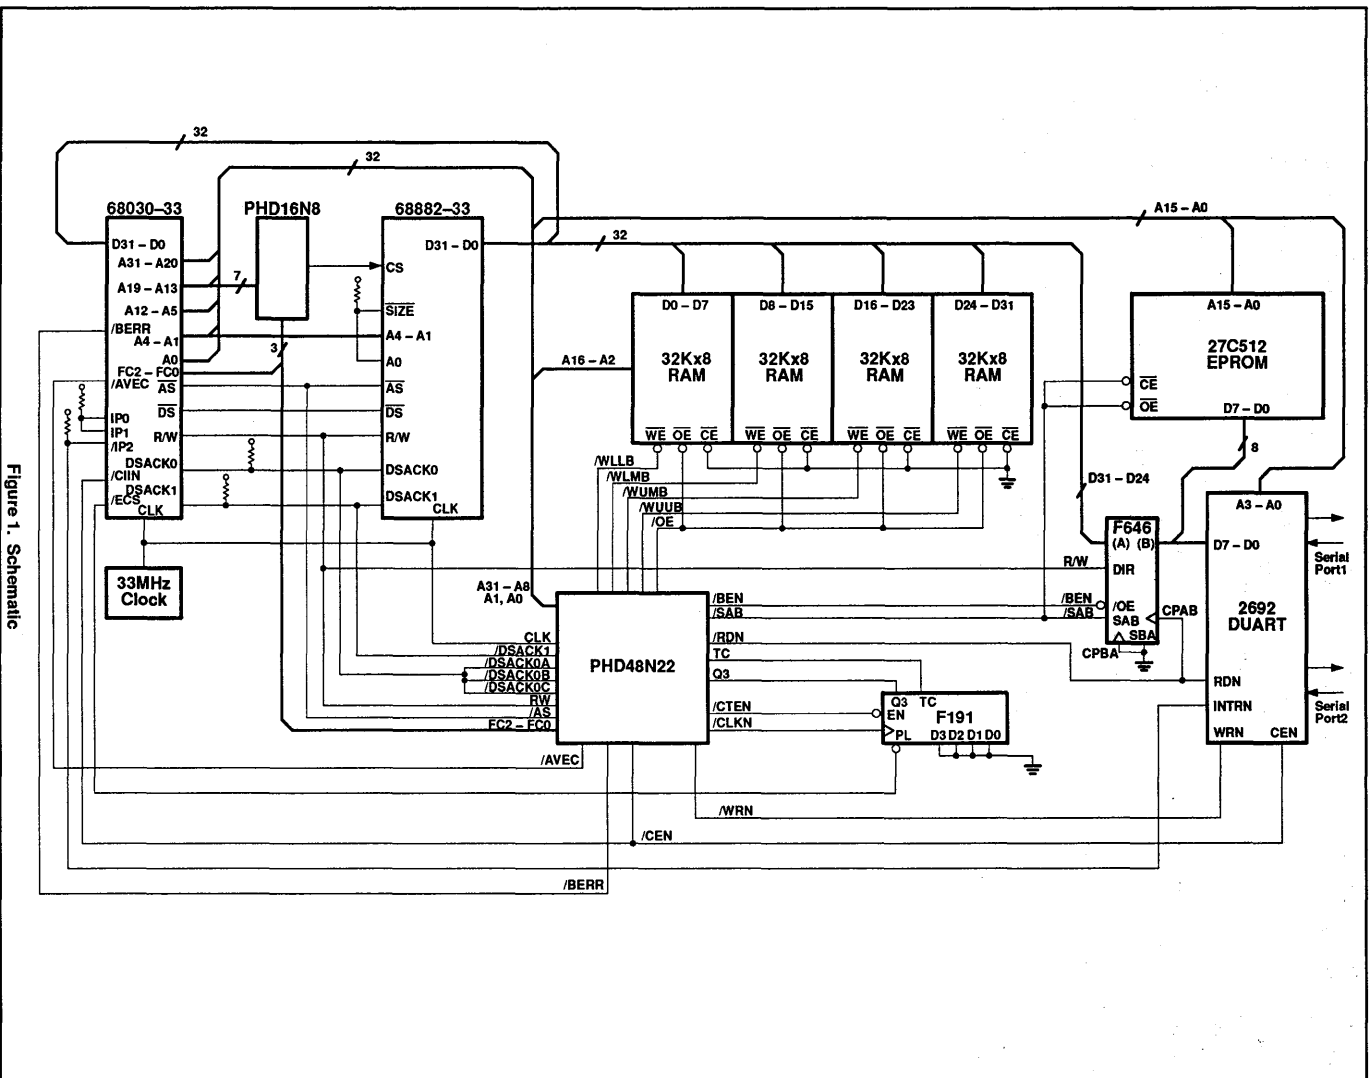 32
32
68030–33
PHD16N8
68882–33
A15 – A0
D31 – D0
A31 – A20
A19 – A13
A12 – A5
/BERR
A4 – A1
A0
FC2 – FC0
/AVEC
AS
DS
IP0
IP1
/IP2
R/W
DSACK0
/CIIN
DSACK1
/ECS
CLK
33MHz
Clock
7
3
D31 – D0
CS
SIZE
A4 – A1
A0
AS
DS
R/W
DSACK0
DSACK1
CLK
32
A16 – A2
D0 – D7
32Kx8
RAM
WE OE CE
D8 – D15
32Kx8
RAM
WE OE CE
D16 – D23
32Kx8
RAM
WE OE CE
D24 – D31
32Kx8
RAM
WE OE CE
/WLLB
/WLMB
/WUMB
/WUUB
/OE
A15 – A0
27C512
EPROM
CE
OE
D7 – D0
8
D31 – D24
F646
(A) (B)
DIR
/OE
SAB
SBA
CPAB
CPBA
R/W
/BEN
/SAB
A3 – A0
D7 – D0
2692
DUART
RDN
INTRN
WRN CEN
Serial
Port1
Serial
Port2
A31 – A8
A1, A0
CLK
/DSACK1
/DSACK0A
/DSACK0B
/DSACK0C
RW
/AS
FC2 – FC0
PHD48N22
/BEN
/SAB
/RDN
TC
Q3
/CTEN
/CLKN
Q3 TC
EN
F191
PL
D3 D2 D1 D0
/AVEC
/WRN
/CEN
/BERR
Figure 1. Schematic